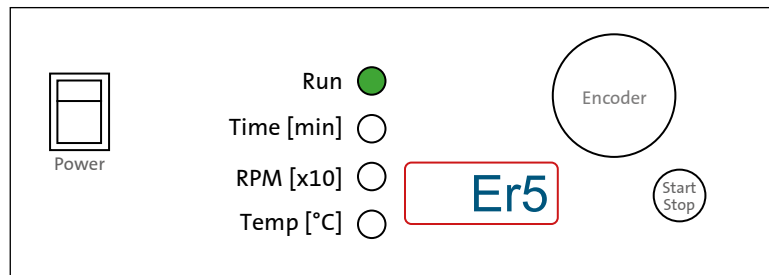 Run
Time [min]
RPM [x10]
Temp [°C]
Power
Er5
Encoder
Start
Stop